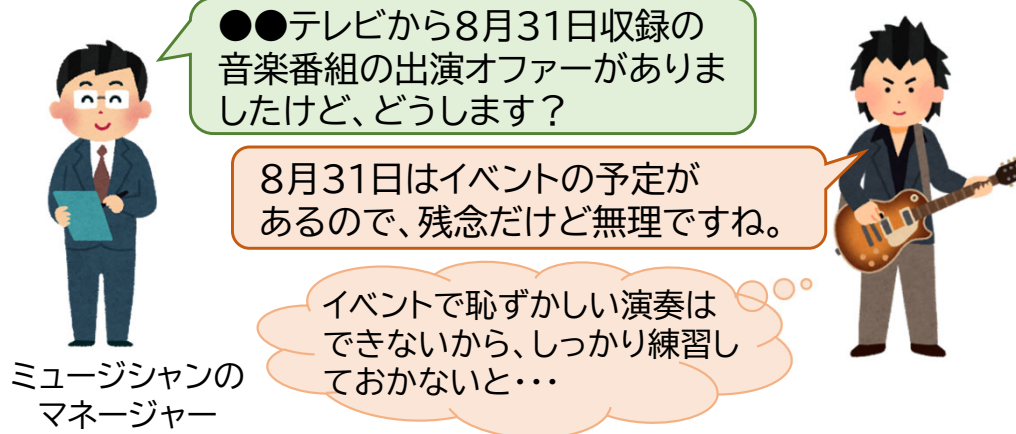 ●●テレビから8月31日収録の
音楽番組の出演オファーがありま
したけど、どうします？
8月31日はイベントの予定が
あるので、残念だけど無理ですね。
イベントで恥ずかしい演奏は
できないから、しっかり練習し
ておかないと・・・
ミュージシャンの
マネージャー